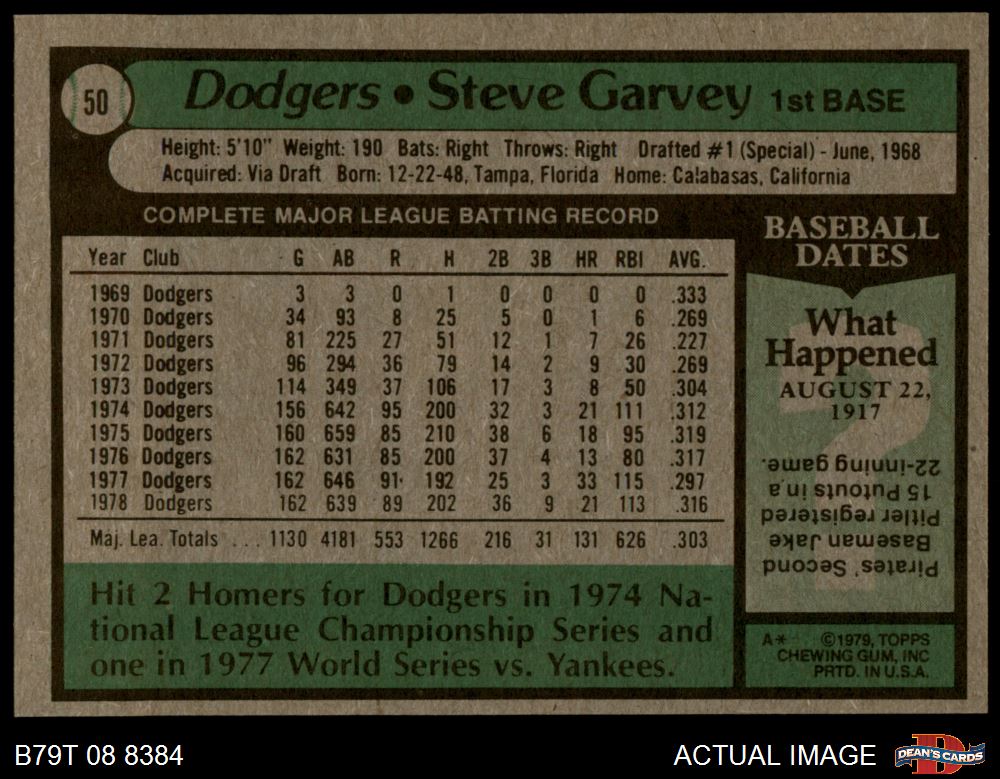 50
Dodgers • Steve Garvey 1st BASE
Height: 5'10" Weight: 190 Bats: Right Throws: Right Drafted #1 (Special) - June, 1968
Acquired: Via Draft Born: 12-22-48, Tampa, Florida Home: Calabasas, California
COMPLETE MAJOR LEAGUE BATTING RECORD
Year Club G AB R H 2B 3B HR RBI AVG.
1969 Dodgers 3 3 0 1 0 0 0 0 .333
1970 Dodgers 34 93 8 25 5 0 1 6 .269
1971 Dodgers 81 225 27 51 12 1 7 26 .227
1972 Dodgers 96 294 36 79 14 2 9 30 .269
1973 Dodgers 114 349 37 106 17 3 8 50 .304
1974 Dodgers 156 642 95 200 32 3 21 111 .312
1975 Dodgers 160 659 85 210 38 6 18 95 .319
1976 Dodgers 162 631 85 200 37 4 13 80 .317
1977 Dodgers 162 646 91 192 25 3 33 115 .297
1978 Dodgers 162 639 89 202 36 9 21 113 .316
Maj. Lea. Totals ... 1130 4181 553 1266 216 31 131 626 .303
Hit 2 Homers for Dodgers in 1974 Na-
tional League Championship Series and
one in 1977 World Series vs. Yankees.
BASEBALL
DATES
What
Happened
AUGUST 22,
1917
Pirates' Second
Baseman Jake
Pitler registered
15 Putouts in a
22-inning game.
A* ©1979, TOPPS
CHEWING GUM, INC
PRTD. IN U.S.A.
B79T 08 8384
ACTUAL IMAGE
DEAN'S CARDS